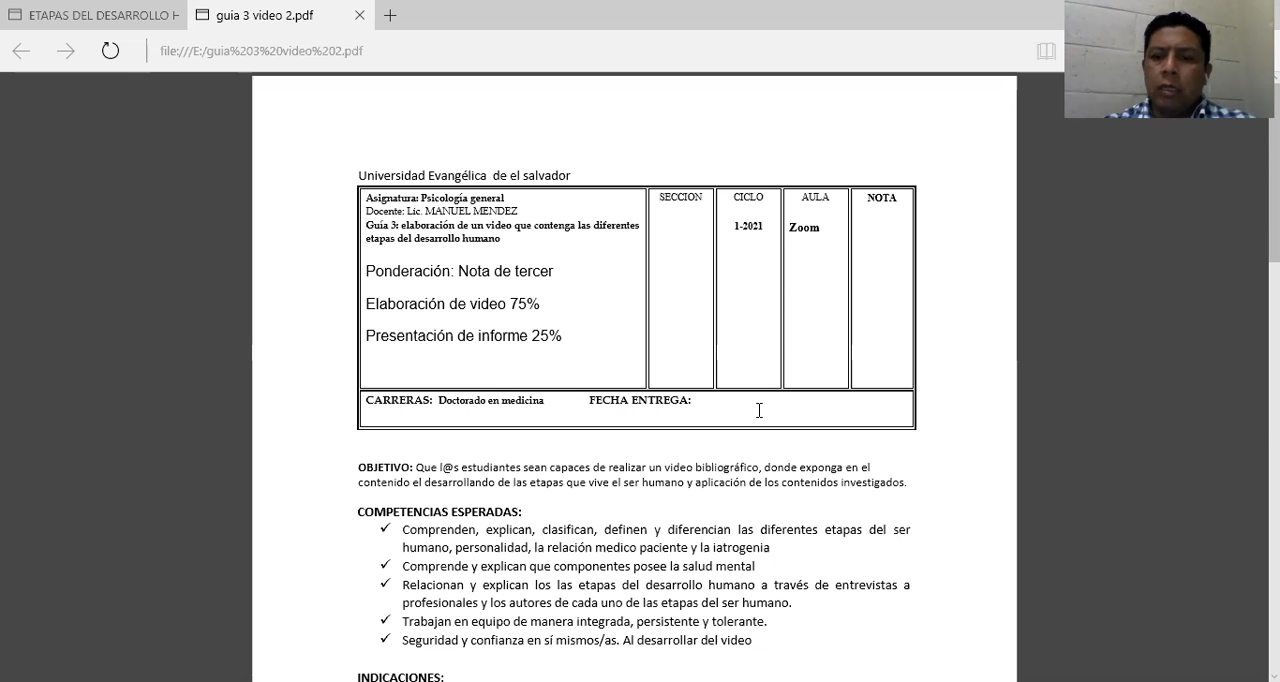 ETAPAS DEL DESARROLLO H
guia 3 video 2.pdf
file:///E:/guia%203%20video%202.pdf
Universidad Evangélica de el salvador
Asignatura: Psicología general
Docente: Lic. MANUEL MENDEZ
Guía 3: elaboración de un video que contenga las diferentes
etapas del desarrollo humano
Ponderación: Nota de tercer
Elaboración de video 75%
Presentación de informe 25%
SECCION
CICLO
1-2021
AULA
Zoom
NOTA
CARRERAS: Doctorado en medicina FECHA ENTREGA:
OBJETIVO: Que l@s estudiantes sean capaces de realizar un video bibliográfico, donde exponga en el
contenido el desarrollando de las etapas que vive el ser humano y aplicación de los contenidos investigados.
COMPETENCIAS ESPERADAS:
✓ Comprenden, explican, clasifican, definen y diferencian las diferentes etapas del ser
humano, personalidad, la relación medico paciente y la iatrogenia
✓ Comprende y explican que componentes posee la salud mental
✓ Relacionan y explican los las etapas del desarrollo humano a través de entrevistas a
profesionales y los autores de cada uno de las etapas del ser humano.
✓ Trabajan en equipo de manera integrada, persistente y tolerante.
✓ Seguridad y confianza en sí mismos/as. Al desarrollar del video
INDICACIONES: